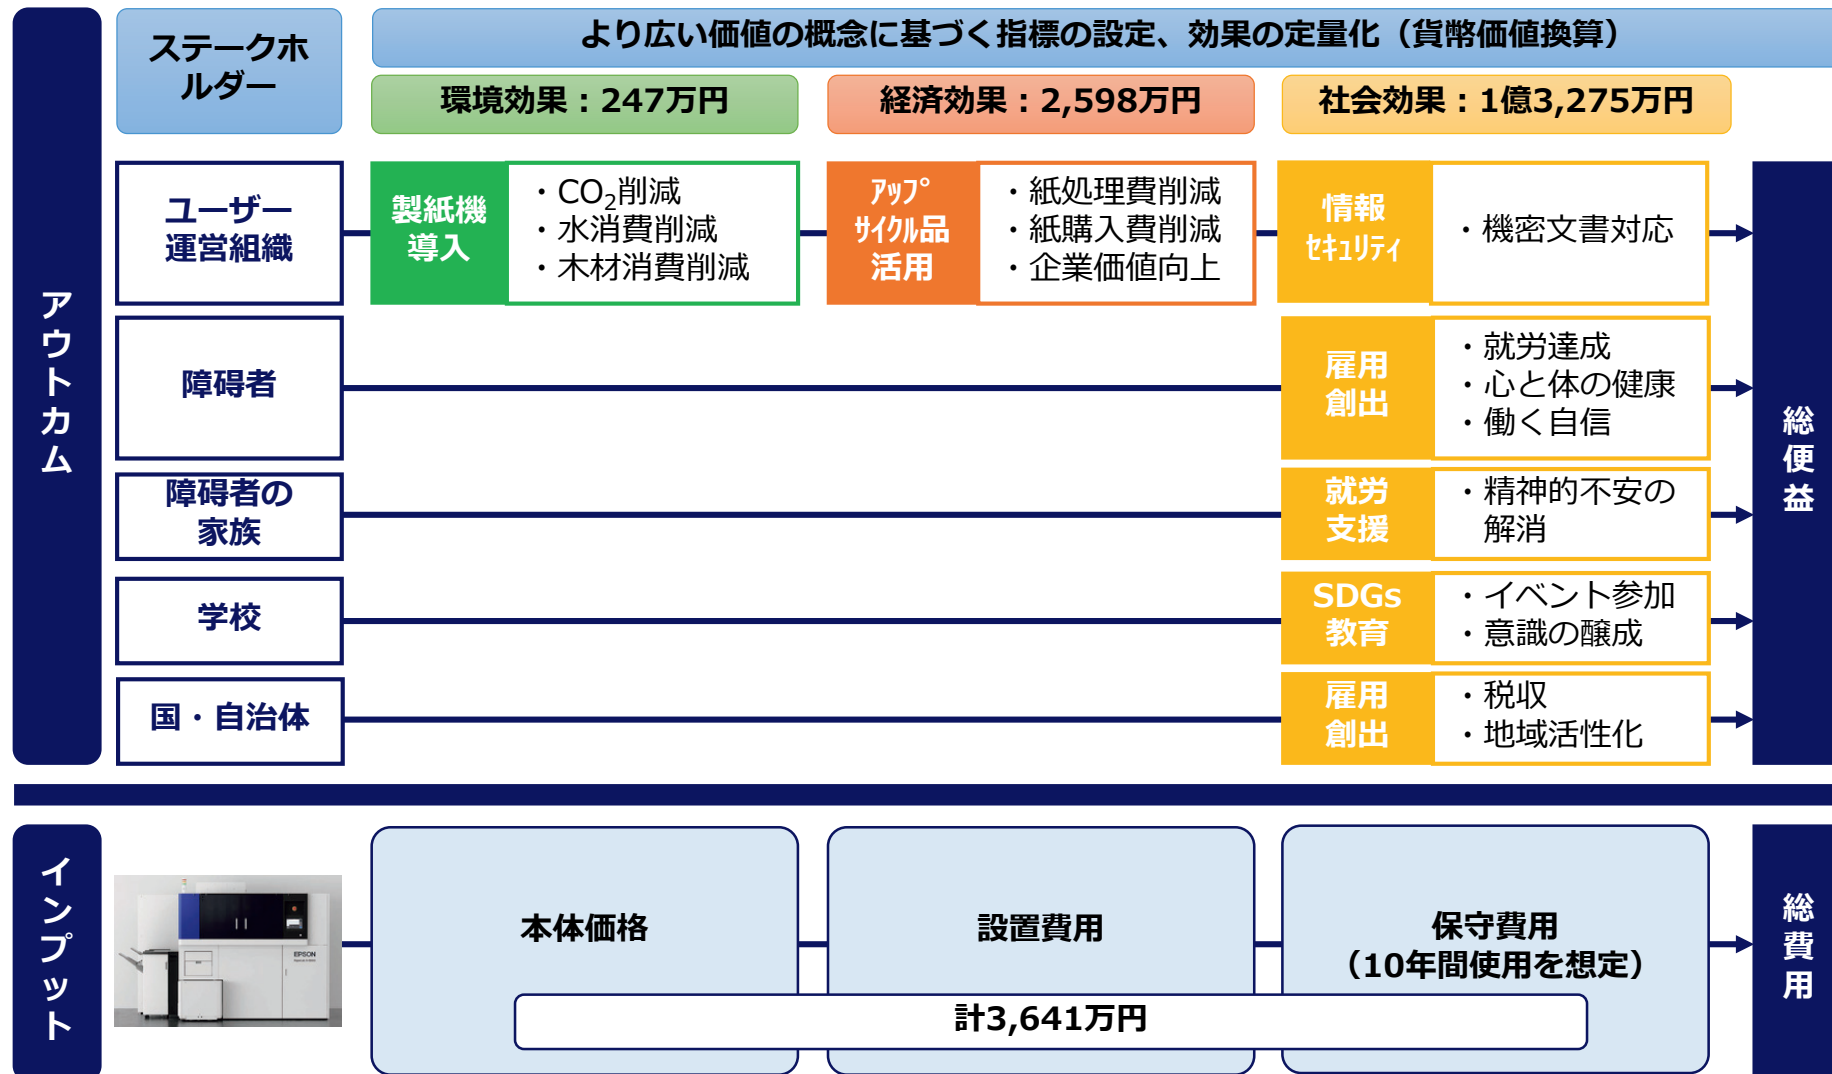 アウトカム
ステークホ
ルダー
より広い価値の概念に基づく指標の設定、効果の定量化（貨幣価値換算）
環境効果：247万円
経済効果：2,598万円
社会効果：1億3,275万円
ユーザー
運営組織
製紙機
導入
・CO₂削減
・水消費削減
・木材消費削減
ｱｯﾌﾟ
ｻｲｸﾙ品
活用
・紙処理費削減
・紙購入費削減
・企業価値向上
情報
ｾｷｭﾘﾃｨ
・機密文書対応
障碍者
雇用
創出
・就労達成
・心と体の健康
・働く自信
障碍者の
家族
就労
支援
・精神的不安の
解消
学校
SDGs
教育
・イベント参加
・意識の醸成
国・自治体
雇用
創出
・税収
・地域活性化
総便益
インプット
EPSON
本体価格
設置費用
保守費用
（10年間使用を想定）
計3,641万円
総費用